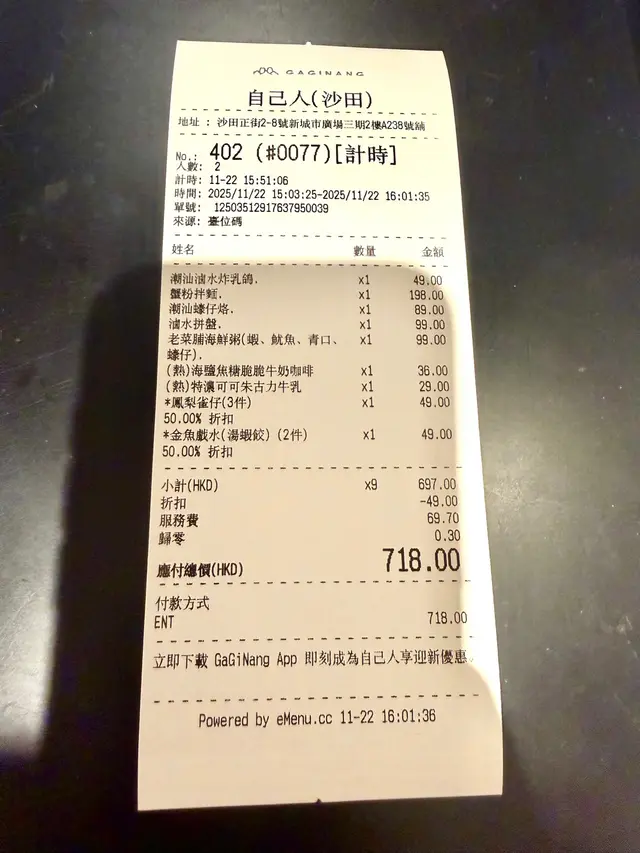 GAGINANG
自己人(沙田)
地址 : 沙田正街2-8號新城市廣場三期2樓A238號舖
No.: 402 (#0077)[計時]
人數: 2
計時: 11-22 15:51:06
時間: 2025/11/22 15:03:25-2025/11/22 16:01:35
單號: 12503512917637950039
來源: 臺位碼
姓名 數量 金額
潮汕滷水炸乳鴿. x1 49.00
蟹粉拌麵. x1 198.00
潮汕蠔仔烙. x1 89.00
滷水拼盤. x1 99.00
老菜脯海鮮粥(蝦、魷魚、青口、 x1 99.00
蠔仔).
(熱)海鹽焦糖脆脆牛奶咖啡 x1 36.00
(熱)特濃可可朱古力牛乳 x1 29.00
*鳳梨雀仔(3件) x1 49.00
50.00% 折扣
*金魚戲水(湯蝦餃) (2件) x1 49.00
50.00% 折扣
小計(HKD) x9 697.00
折扣 -49.00
服務費 69.70
歸零 0.30
應付總價(HKD) 718.00
付款方式
ENT 718.00
立即下載 GaGiNang App 即刻成為自己人享迎新優惠.
Powered by eMenu.cc 11-22 16:01:36